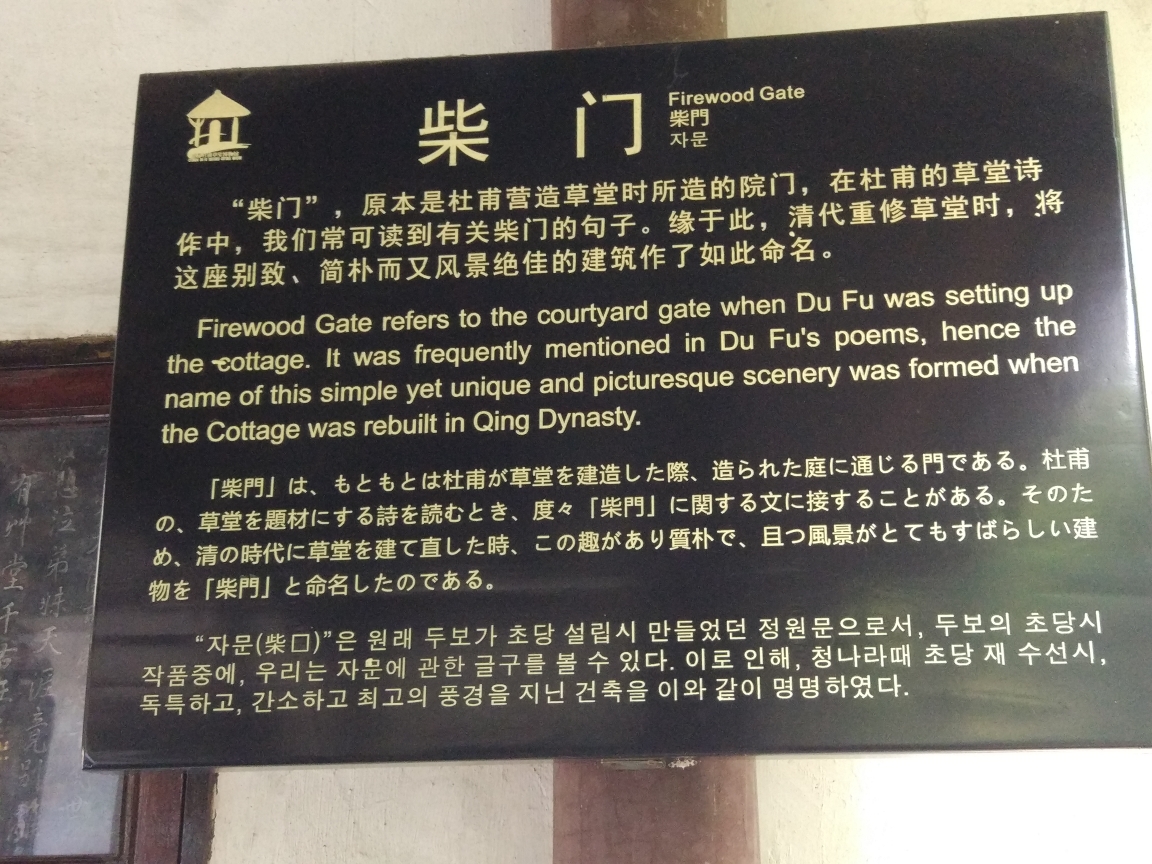 柴 门
Firewood Gate
柴門
자문
“柴门”，原本是杜甫营造草堂时所造的院门，在杜甫的草堂诗
作中，我们常可读到有关柴门的句子。缘于此，清代重修草堂时，将
这座别致、简朴而又风景绝佳的建筑作了如此命名。
Firewood Gate refers to the courtyard gate when Du Fu was setting up
the cottage. It was frequently mentioned in Du Fu's poems, hence the
name of this simple yet unique and picturesque scenery was formed when
the Cottage was rebuilt in Qing Dynasty.
「柴門」は、もともとは杜甫が草堂を建造した際、造られた庭に通じる門である。杜甫
の、草堂を題材にする詩を読むとき、度々「柴門」に関する文に接することがある。そのた
め、清の時代に草堂を建て直した時、この趣があり質朴で、且つ風景がとてもすばらしい建
物を「柴門」と命名したのである。
“자문(柴口)”은 원래 두보가 초당 설립시 만들었던 정원문으로서, 두보의 초당시
작품중에, 우리는 자문에 관한 글구를 볼 수 있다. 이로 인해, 청나라때 초당 재 수선시,
독특하고, 간소하고 최고의 풍경을 지닌 건축을 이와 같이 명명하였다.
悲泣弟妹天涯
草堂千古